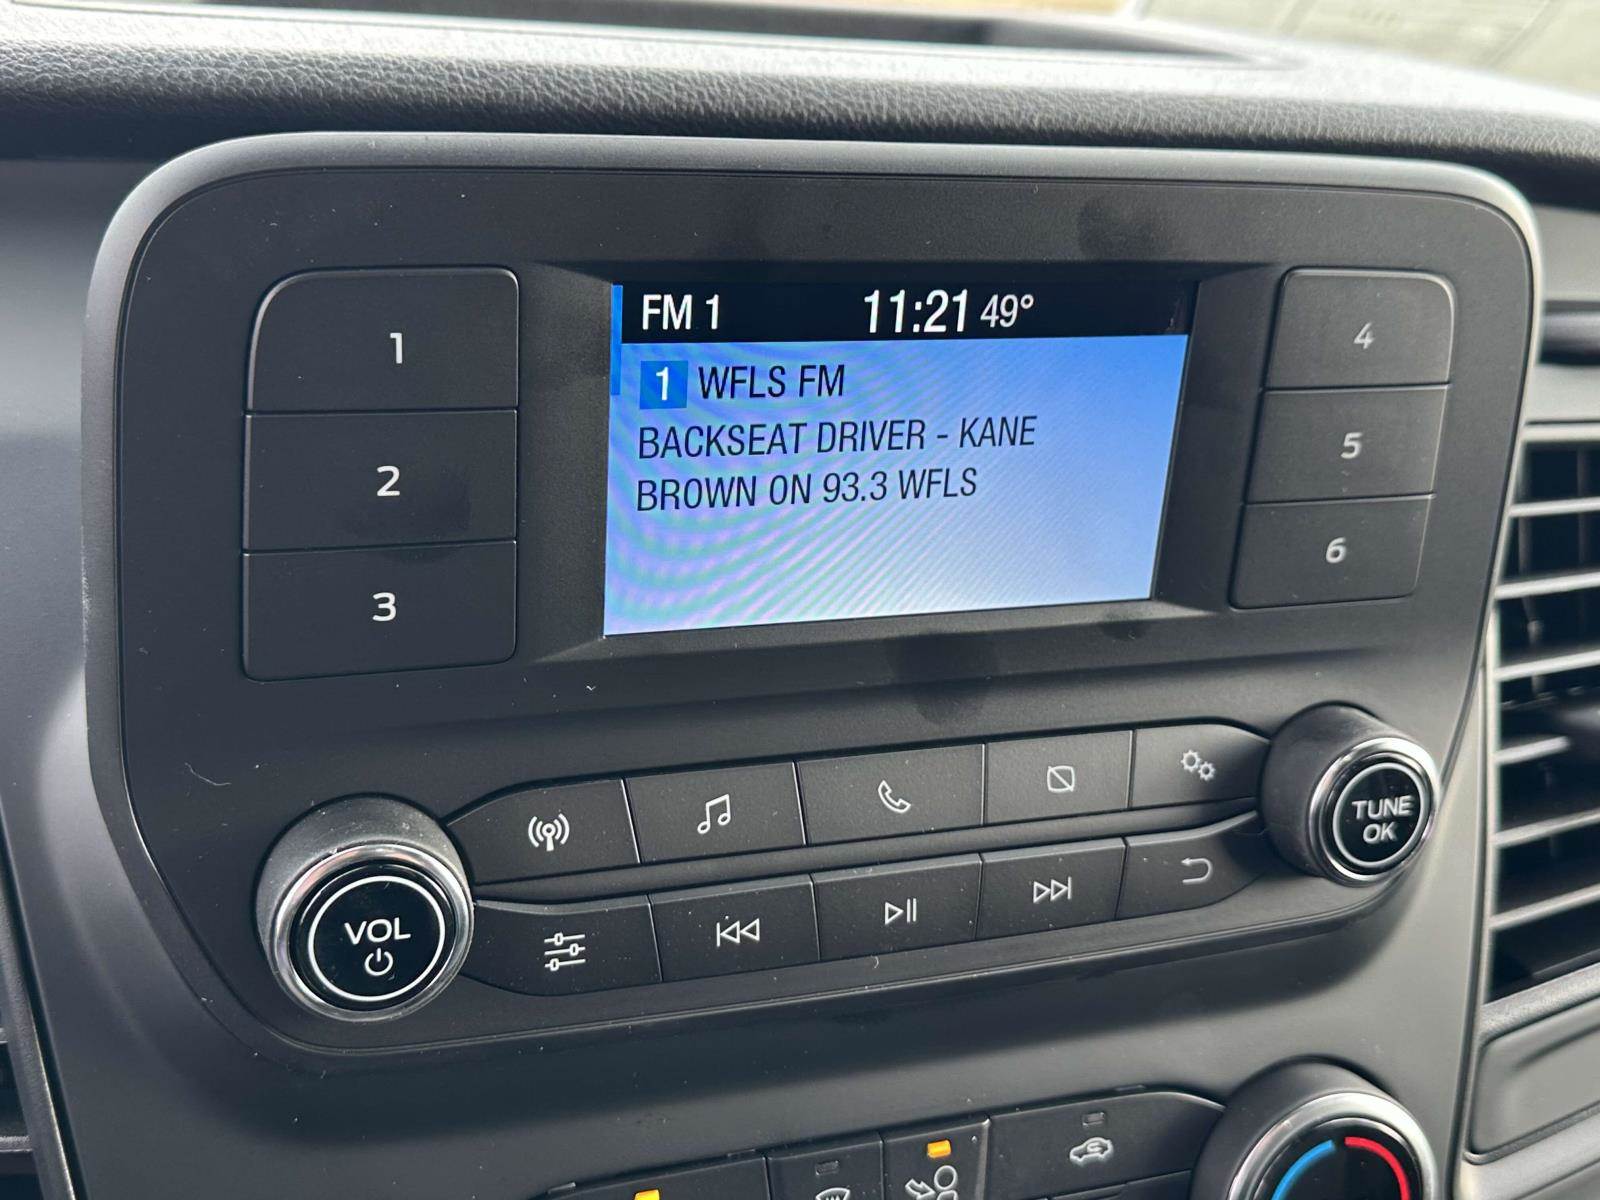 FM 1 11:21 49°
1 WFLS FM
BACKSEAT DRIVER - KANE
BROWN ON 93.3 WFLS
1
2
3
4
5
6
VOL
TUNE
OK